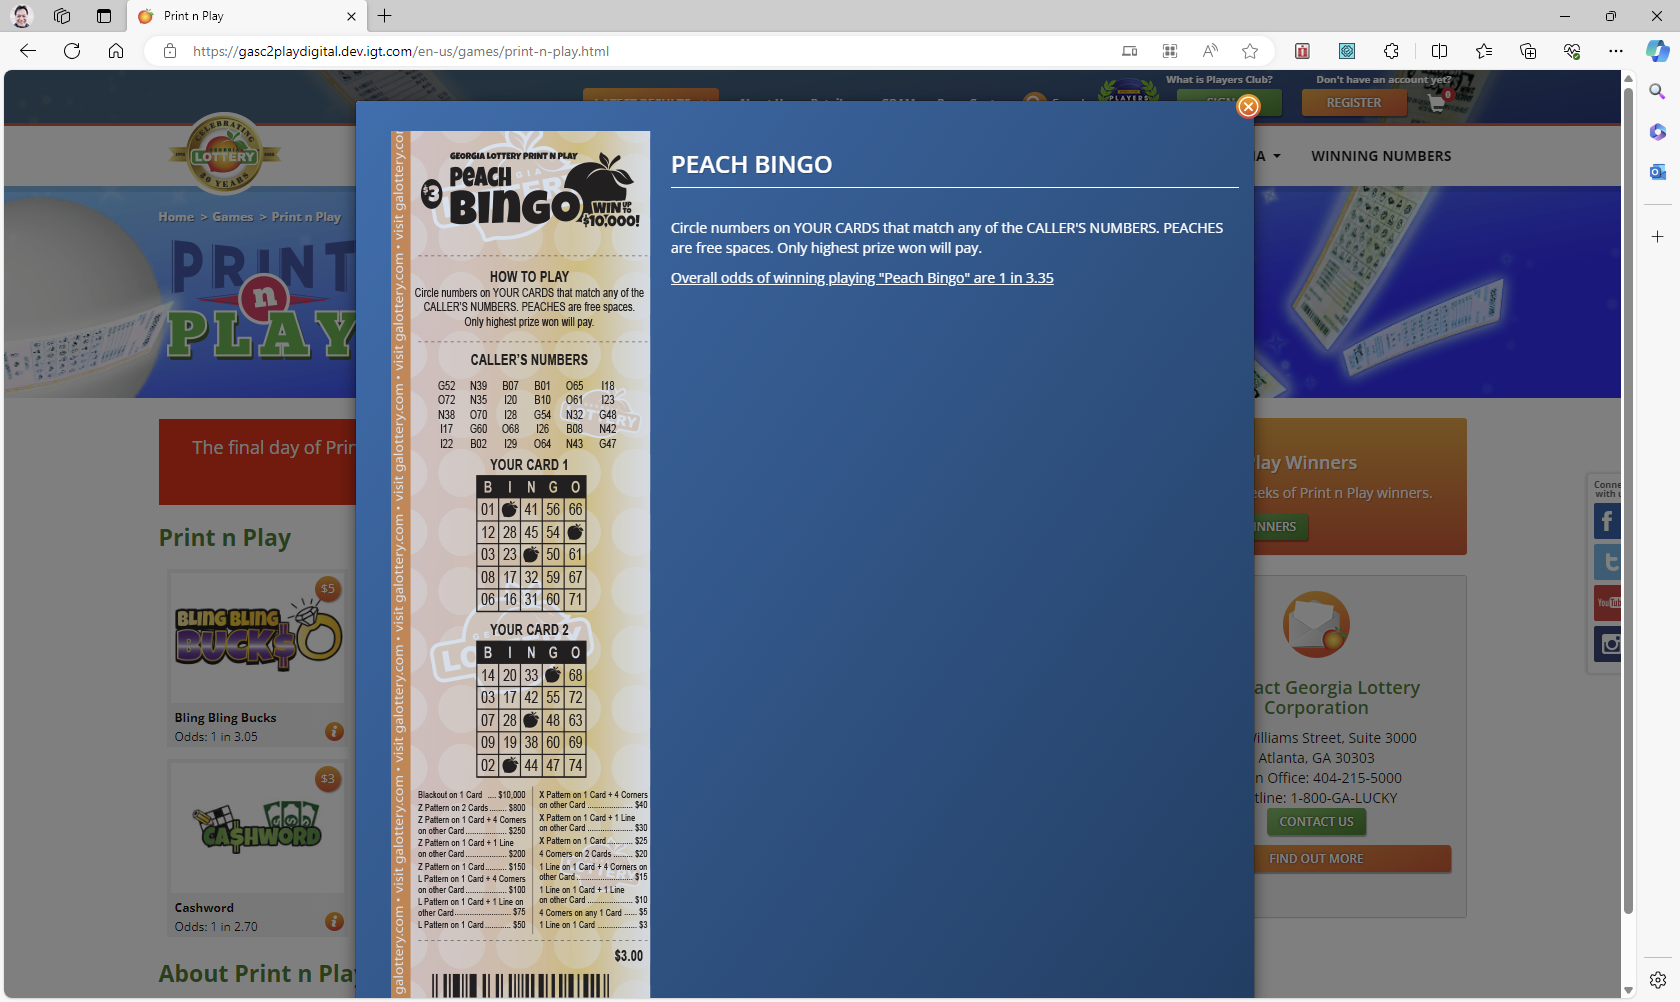 Print n Play
https://gasc2playdigital.dev.igt.com/en-us/games/print-n-play.html
What is Players Club?
Don't have an account yet?
PLAYERS
SIGN
REGISTER
0
CELEBRATING
LOTTERY
30 YEARS
WINNING NUMBERS
Home > Games > Print n Play
PRINT
n
PLAY
The final day of Prin
Print n Play
$5
BLING BLING
BUCK$
Bling Bling Bucks
Odds: 1 in 3.05
$3
CASHWORD
Cashword
Odds: 1 in 2.70
About Print n Play
visit galottery.com • visit galottery.com • visit galottery.com • visit galottery.com • visit galottery.com • visit galottery.com • galottery.com
GEORGIA LOTTERY PRINT N PLAY
$3
PEACH
BINGO
WIN UP TO
$10,000!
HOW TO PLAY
Circle numbers on YOUR CARDS that match any of the
CALLER'S NUMBERS. PEACHES are free spaces.
Only highest prize won will pay.
CALLER'S NUMBERS
G52 N39 B07 B01 O65 I18
O72 N35 I20 B10 O61 I23
N38 O70 I28 G54 N32 G48
I17 G60 O68 I26 B08 N42
I22 B02 I29 O64 N43 G47
YOUR CARD 1
B I N G O
01 41 56 66
12 28 45 54
03 23 50 61
08 17 32 59 67
06 16 31 60 71
YOUR CARD 2
B I N G O
14 20 33 68
03 17 42 55 72
07 28 48 63
09 19 38 60 69
02 44 47 74
Blackout on 1 Card .... $10,000
Z Pattern on 2 Cards........ $800
Z Pattern on 1 Card + 4 Corners
on other Card................... $250
Z Pattern on 1 Card + 1 Line
on other Card................... $200
Z Pattern on 1 Card.......... $150
L Pattern on 1 Card + 4 Corners
on other Card................... $100
L Pattern on 1 Card + 1 Line on
other Card......................... $75
L Pattern on 1 Card............ $50
X Pattern on 1 Card + 4 Corners
on other Card .................... $40
X Pattern on 1 Card + 1 Line
on other Card .................... $30
X Pattern on 1 Card........... $25
4 Corners on 2 Cards......... $20
1 Line on 1 Card + 4 Corners on
other Card......................... $15
1 Line on 1 Card + 1 Line
on other Card .................... $10
4 Corners on any 1 Card ..... $5
1 Line on 1 Card ................ $3
$3.00
PEACH BINGO
Circle numbers on YOUR CARDS that match any of the CALLER'S NUMBERS. PEACHES
are free spaces. Only highest prize won will pay.
Overall odds of winning playing "Peach Bingo" are 1 in 3.35
lay Winners
eeks of Print n Play winners.
INNERS
Conne
with u
f
t
You Tub
act Georgia Lottery
Corporation
illiams Street, Suite 3000
Atlanta, GA 30303
n Office: 404-215-5000
tline: 1-800-GA-LUCKY
CONTACT US
FIND OUT MORE